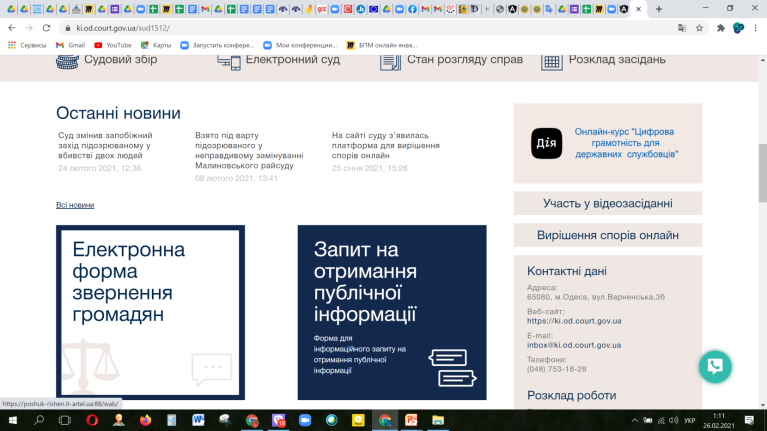 ki.od.court.gov.ua/sud1512/
Сервисы Gmail YouTube Карты Запустить конфере... Мои конференции... БПМ онлайн янва...
Судовий збір Електронний суд Стан розгляду справ Розклад засідань
Останні новини
Суд змінив запобіжний
захід підозрюваному у
вбивстві двох людей
24 лютого 2021, 12:36
Взято під варту
підозрюваного у
неправдивому замінуванні
Малиновського райсуду
08 лютого 2021, 13:41
На сайті суду з’явилась
платформа для вирішення
спорів онлайн
25 січня 2021, 15:26
Всі новини
Електронна
форма
звернення
громадян
Запит на
отримання
публічної
інформації
Форма для
інформаційного запиту на
отримання публічної
інформації
Дія
Онлайн-курс "Цифрова
грамотність для
державних службовців"
Участь у відеозасіданні
Вирішення спорів онлайн
Контактні дані
Адреса:
65080, м.Одеса, вул.Варненська,3б
Веб-сайт:
https://ki.od.court.gov.ua
E-mail:
inbox@ki.od.court.gov.ua
Телефони:
(048) 753-18-28
Розклад роботи
https://poshuk-rishen.it-artel.ua:88/wab/
УКР
1:11
26.02.2021